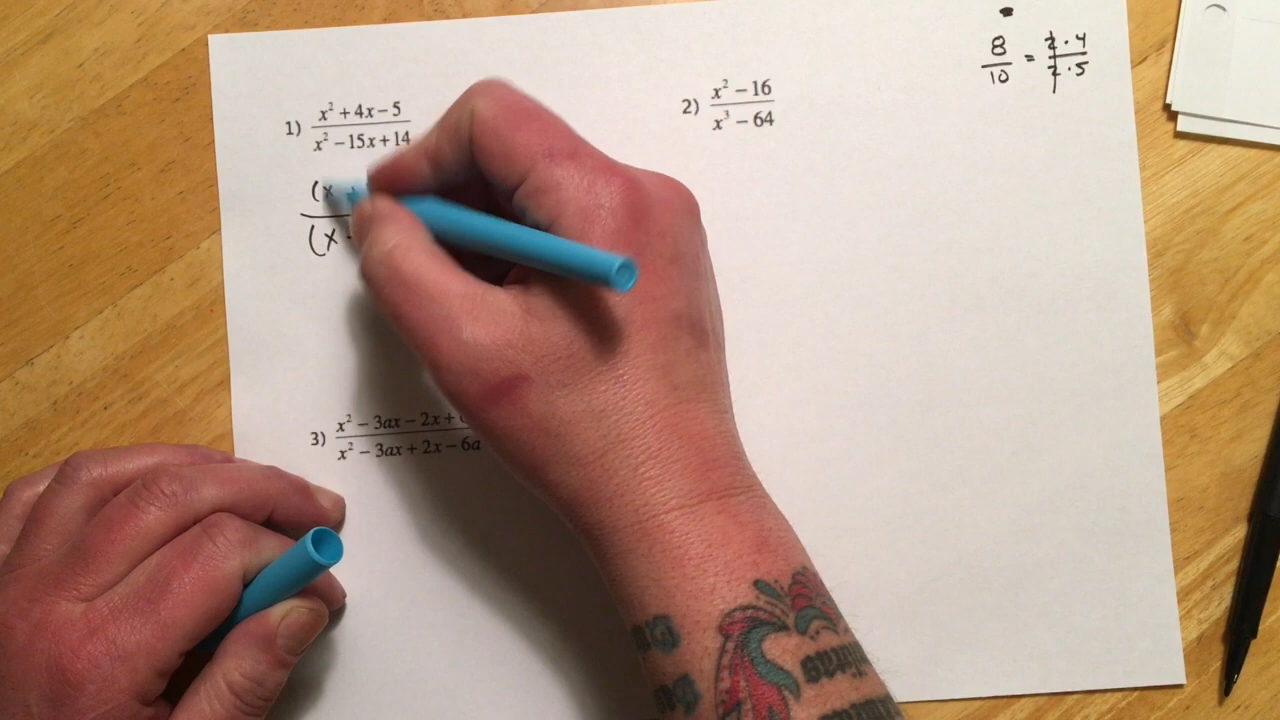 8/10 = 2·4/2·5
1) x² + 4x − 5
x² − 15x + 14
2) x² − 16
x³ − 64
(x
(x
3) x² − 3ax − 2x +
x² − 3ax + 2x − 6a